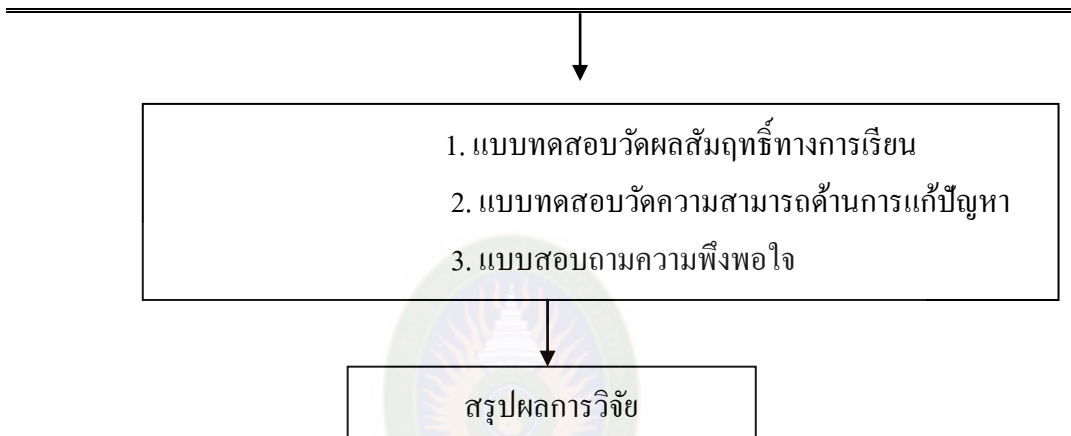 1. แบบทดสอบวัดผลสัมฤทธิ์ทางการเรียน
2. แบบทดสอบวัดความสามารถด้านการแก้ปัญหา
3. แบบสอบถามความพึงพอใจ
สรุปผลการวิจัย